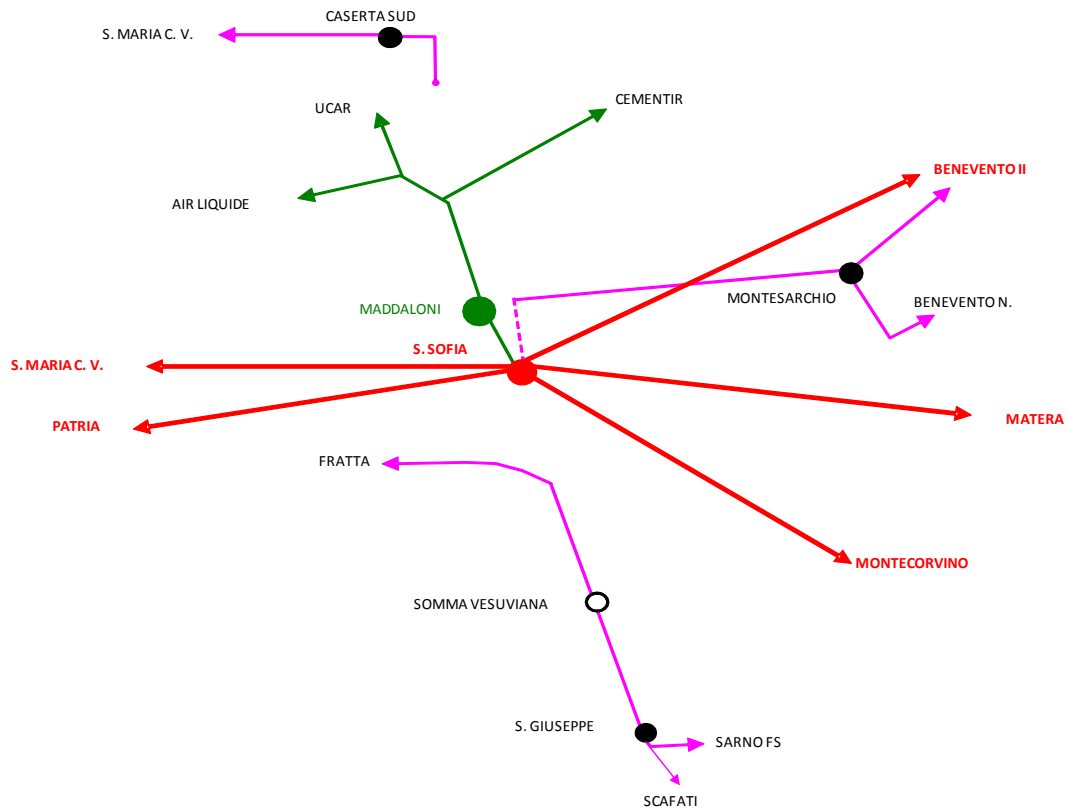 CASERTA SUD
S. MARIA C. V.
UCAR
CEMENTIR
BENEVENTO II
AIR LIQUIDE
MONTESARCHIO
BENEVENTO N.
MADDALONI
S. SOFIA
S. MARIA C. V.
MATERA
PATRIA
FRATTA
MONTECORVINO
SOMMA VESUVIANA
S. GIUSEPPE
SARNO FS
SCAFATI